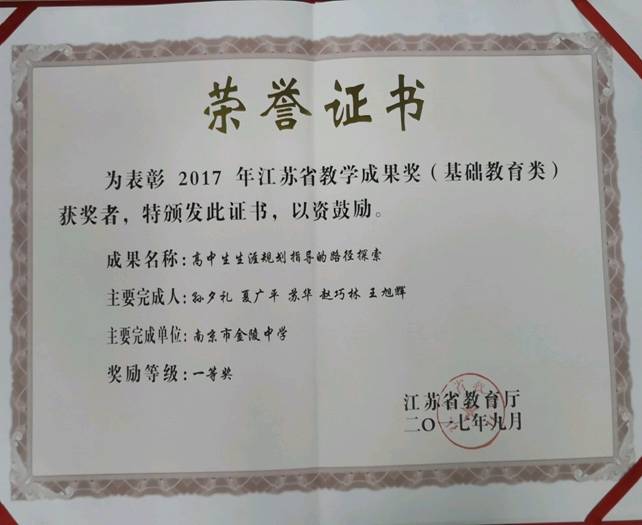 荣誉证书
为表彰 2017 年江苏省教学成果奖（基础教育类）
获奖者，特颁发此证书，以资鼓励。
成果名称:高中生生涯规划指导的路径探索
主要完成人:孙夕礼 夏广平 苏华 赵巧林 王旭辉
主要完成单位:南京市金陵中学
奖励等级:一等奖
江苏省教育厅
二〇一七年九月